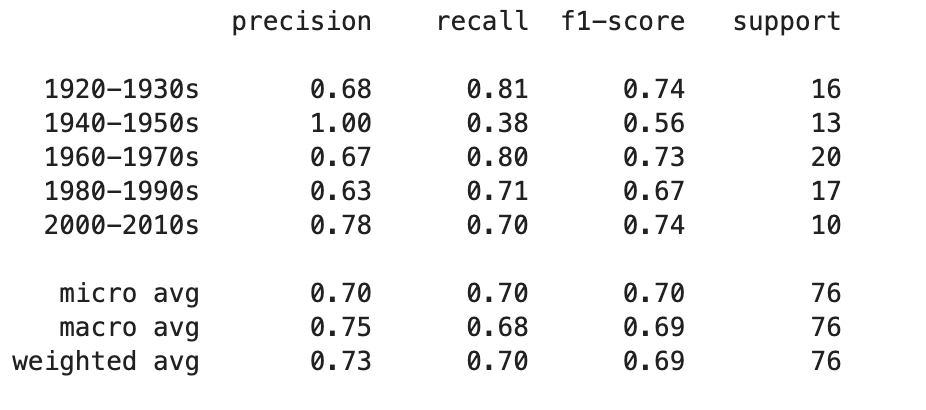 precision recall f1-score support
1920-1930s 0.68 0.81 0.74 16
1940-1950s 1.00 0.38 0.56 13
1960-1970s 0.67 0.80 0.73 20
1980-1990s 0.63 0.71 0.67 17
2000-2010s 0.78 0.70 0.74 10
micro avg 0.70 0.70 0.70 76
macro avg 0.75 0.68 0.69 76
weighted avg 0.73 0.70 0.69 76